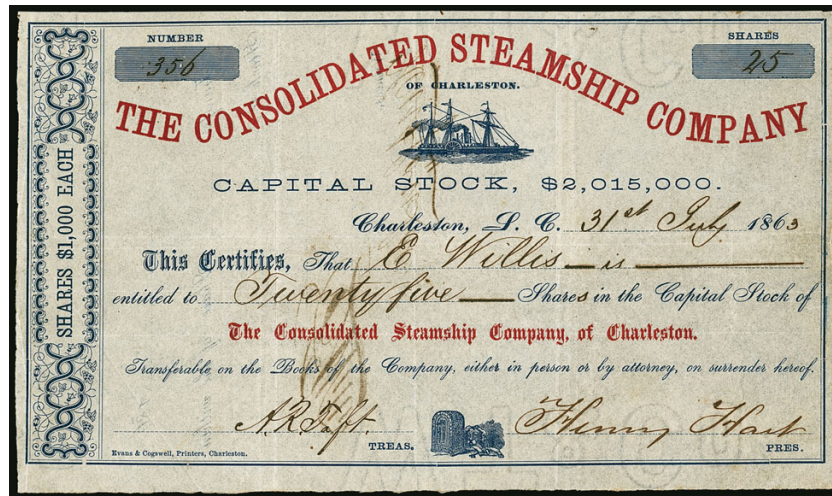 NUMBER
356
SHARES
25
THE CONSOLIDATED STEAMSHIP COMPANY
OF CHARLESTON.
CAPITAL STOCK, $2,015,000.
Charleston, S. C. 31st July 1863
This Certifies, That E Willis is
entitled to Twenty five Shares in the Capital Stock of
The Consolidated Steamship Company, of Charleston.
Transferable on the Books of the Company, either in person or by attorney, on surrender hereof.
A.R. Taft. TREAS. Henry Hart PRES.
Evans & Cogswell, Printers, Charleston.
SHARES $1,000 EACH